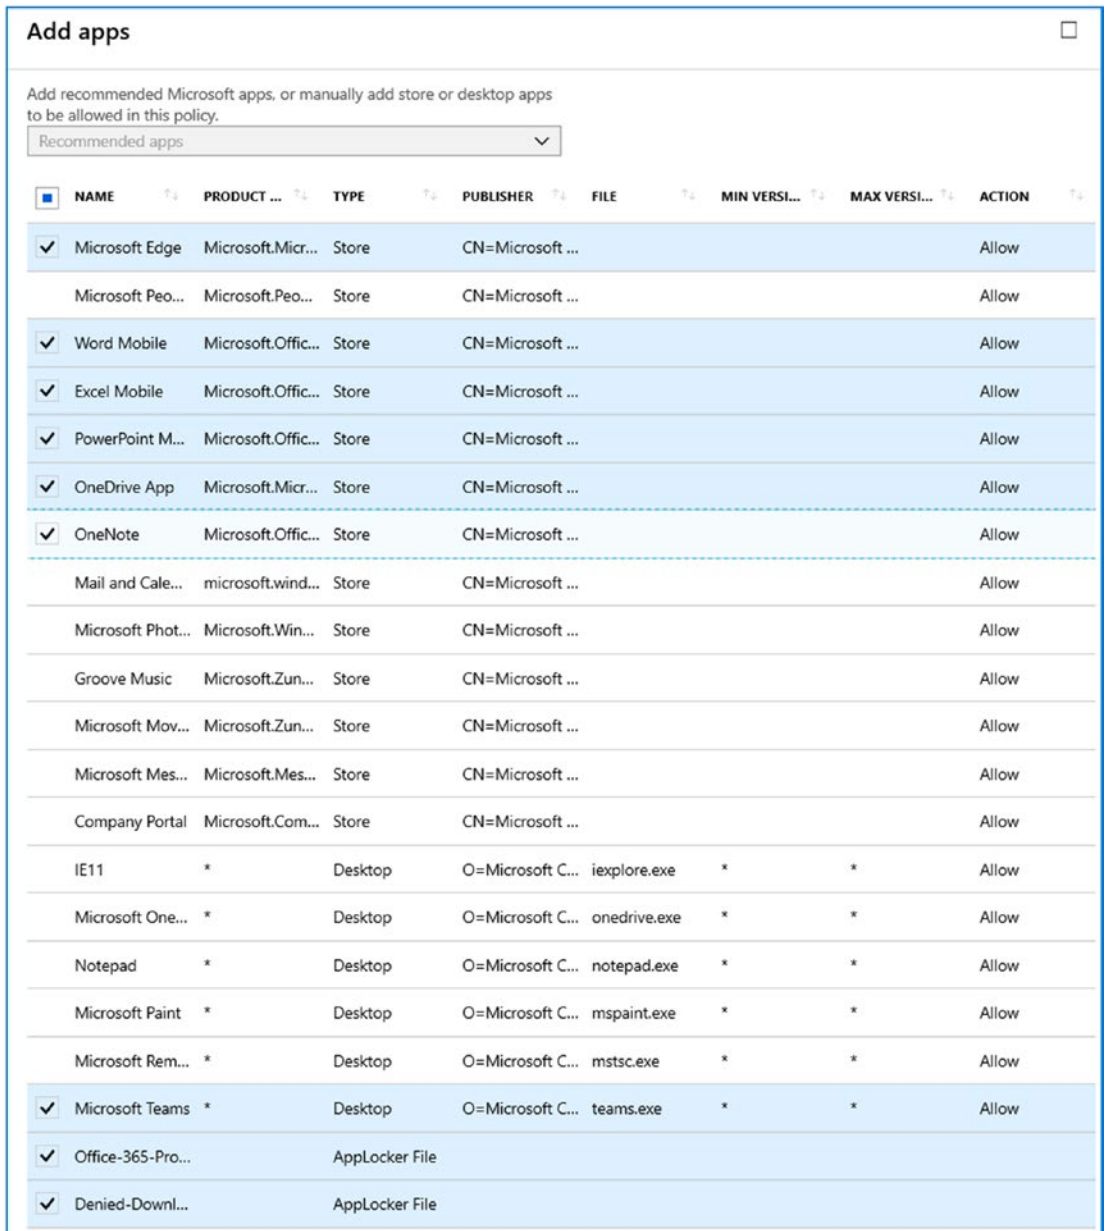 Add apps
Add recommended Microsoft apps, or manually add store or desktop apps
to be allowed in this policy.
Recommended apps
NAME PRODUCT ... TYPE PUBLISHER FILE MIN VERSI... MAX VERSI... ACTION
Microsoft Edge Microsoft.Micr... Store CN=Microsoft ... Allow
Microsoft Peo... Microsoft.Peo... Store CN=Microsoft ... Allow
Word Mobile Microsoft.Offic... Store CN=Microsoft ... Allow
Excel Mobile Microsoft.Offic... Store CN=Microsoft ... Allow
PowerPoint M... Microsoft.Offic... Store CN=Microsoft ... Allow
OneDrive App Microsoft.Micr... Store CN=Microsoft ... Allow
OneNote Microsoft.Offic... Store CN=Microsoft ... Allow
Mail and Cale... microsoft.wind... Store CN=Microsoft ... Allow
Microsoft Phot... Microsoft.Win... Store CN=Microsoft ... Allow
Groove Music Microsoft.Zun... Store CN=Microsoft ... Allow
Microsoft Mov... Microsoft.Zun... Store CN=Microsoft ... Allow
Microsoft Mes... Microsoft.Mes... Store CN=Microsoft ... Allow
Company Portal Microsoft.Com... Store CN=Microsoft ... Allow
IE11 * Desktop O=Microsoft C... iexplore.exe * * Allow
Microsoft One... * Desktop O=Microsoft C... onedrive.exe * * Allow
Notepad * Desktop O=Microsoft C... notepad.exe * * Allow
Microsoft Paint * Desktop O=Microsoft C... mspaint.exe * * Allow
Microsoft Rem... * Desktop O=Microsoft C... mstsc.exe * * Allow
Microsoft Teams * Desktop O=Microsoft C... teams.exe * * Allow
Office-365-Pro... AppLocker File
Denied-Downl... AppLocker File